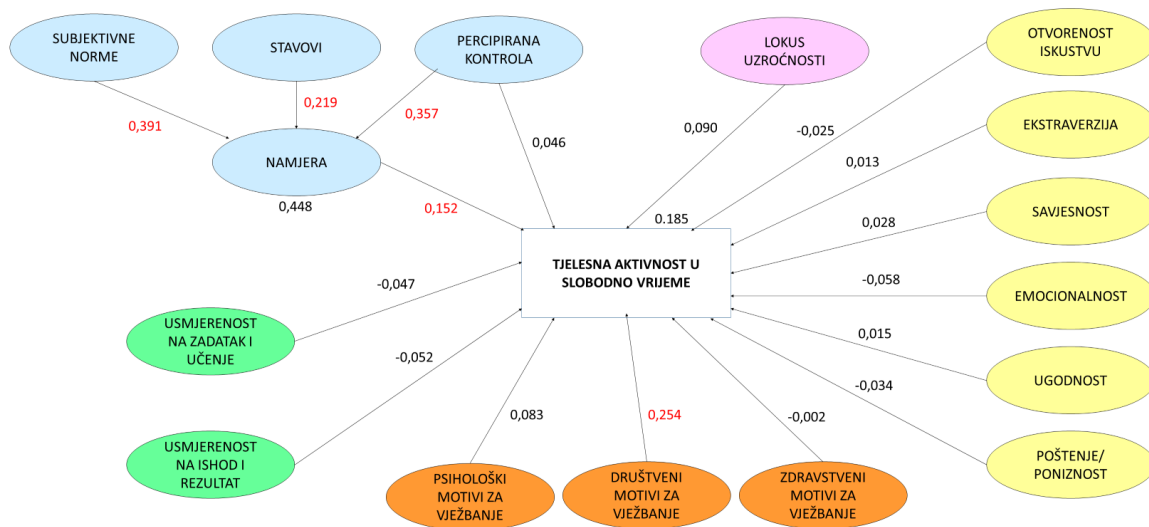 SUBJEKTIVNE
NORME
STAVOVI
PERCIPIRANA
KONTROLA
LOKUS
UZROĆNOSTI
OTVORENOST
ISKUSTVU
0,391
0,219
0,357
0,046
0,090
-0,025
EKSTRAVERZIJA
0,013
NAMJERA
0,448
0,152
0.185
SAVJESNOST
0,028
TJELESNA AKTIVNOST U
SLOBODNO VRIJEME
-0,047
-0,058
EMOCIONALNOST
USMJERENOST
NA ZADATAK I
UČENJE
-0,052
0,015
UGODNOST
-0,034
0,083
0,254
-0,002
USMJERENOST
NA ISHOD I
REZULTAT
PSIHOLOŠKI
MOTIVI ZA
VJEŽBANJE
DRUŠTVENI
MOTIVI ZA
VJEŽBANJE
ZDRAVSTVENI
MOTIVI ZA
VJEŽBANJE
POŠTENJE/
PONIZNOST